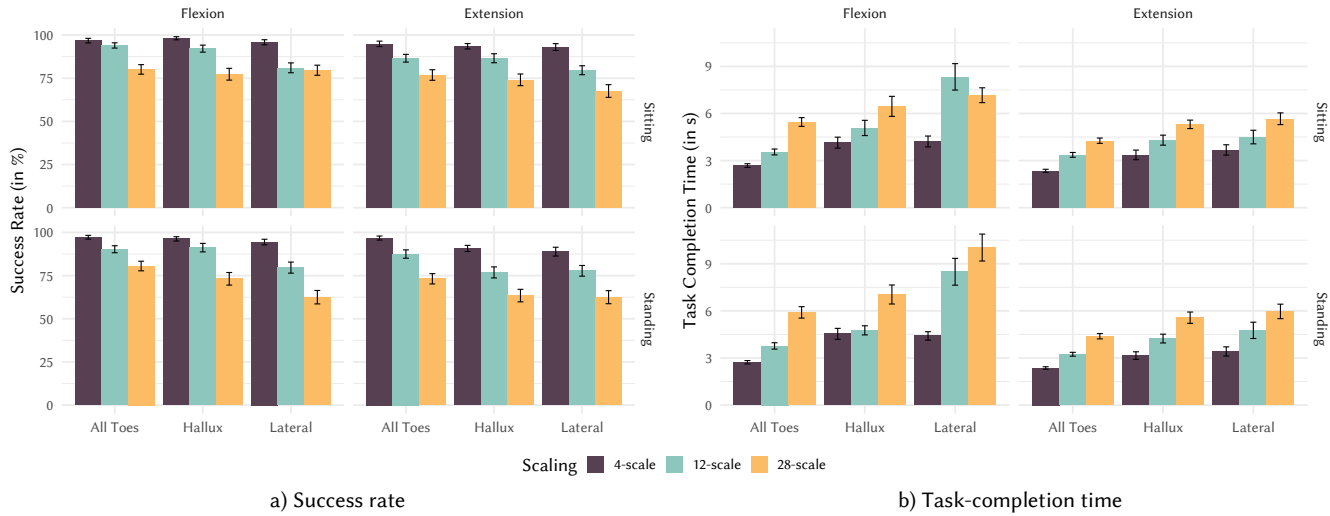 Flexion
Extension
Flexion
Extension
Success Rate (in %)
100
75
50
25
0
Sitting
100
75
50
25
0
Standing
All Toes
Hallux
Lateral
All Toes
Hallux
Lateral
Task Completion Time (in s)
9
6
3
0
Sitting
9
6
3
0
Standing
All Toes
Hallux
Lateral
All Toes
Hallux
Lateral
Scaling 4-scale 12-scale 28-scale
a) Success rate
b) Task-completion time